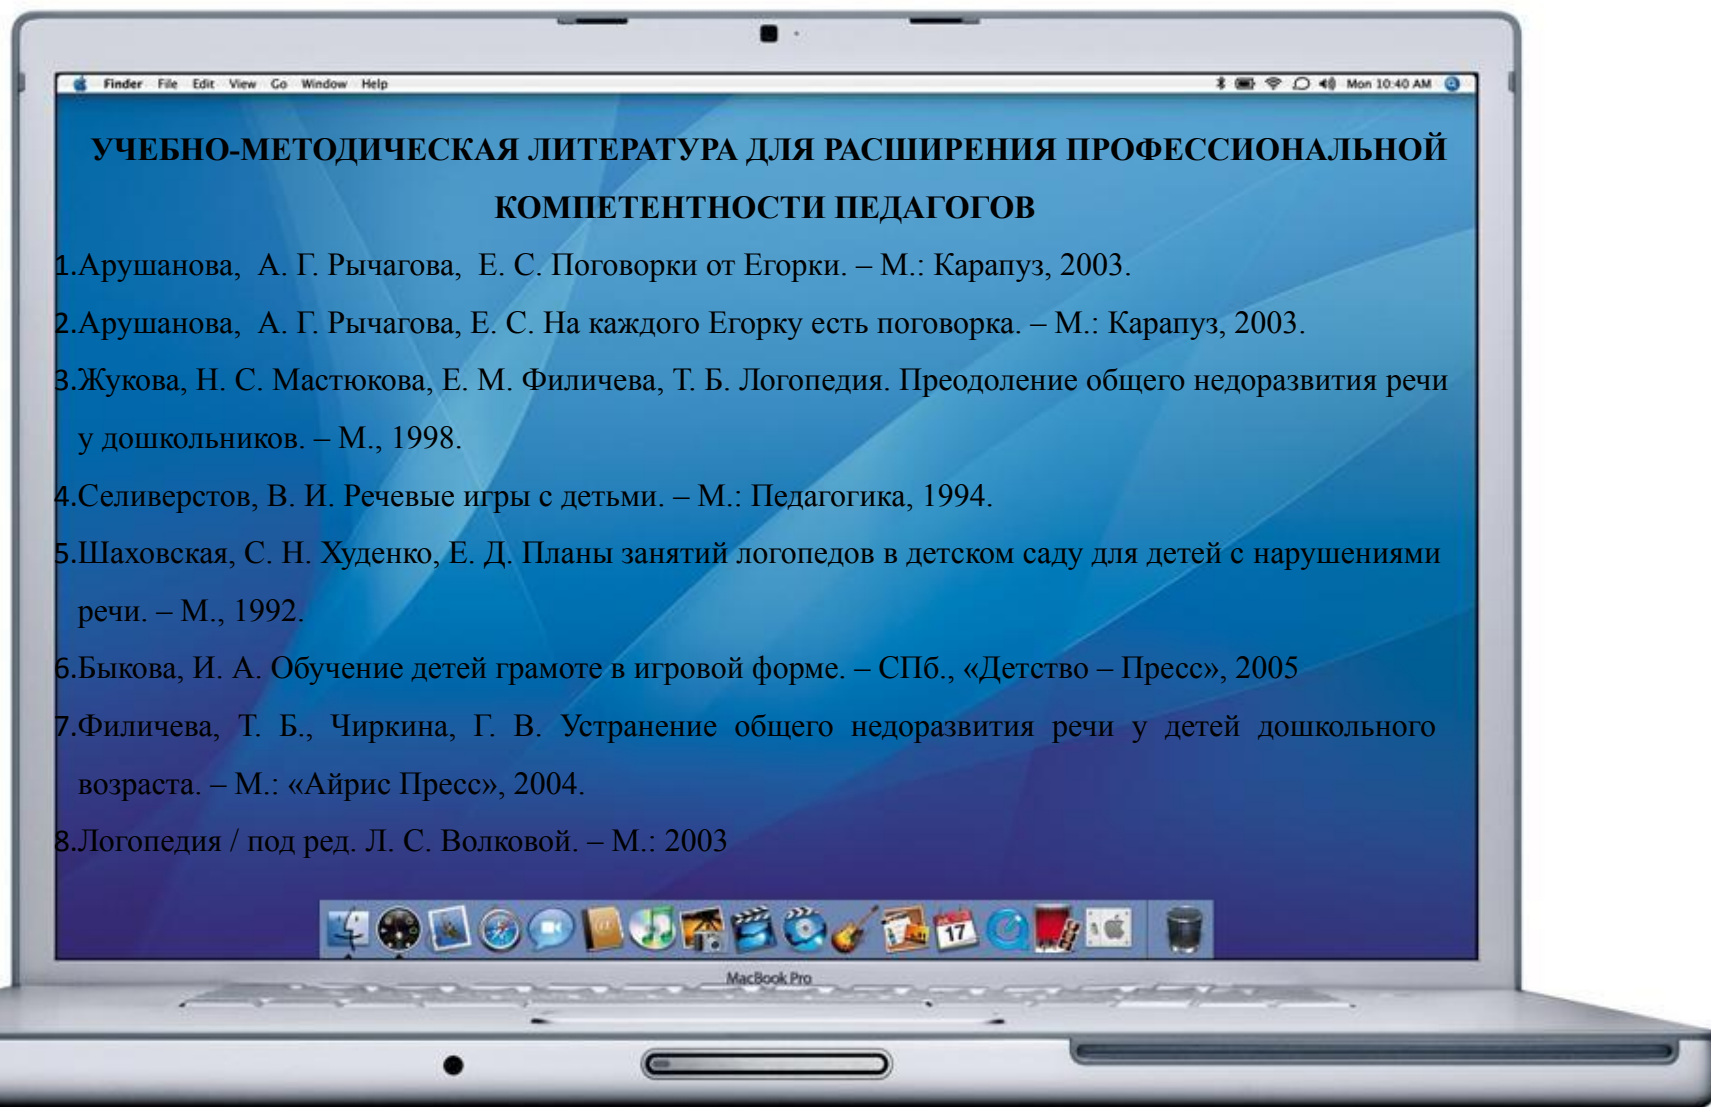 Finder File Edit View Go Window Help
Mon 10:40 AM
УЧЕБНО-МЕТОДИЧЕСКАЯ ЛИТЕРАТУРА ДЛЯ РАСШИРЕНИЯ ПРОФЕССИОНАЛЬНОЙ
КОМПЕТЕНТНОСТИ ПЕДАГОГОВ
1.Арушанова, А. Г. Рычагова, Е. С. Поговорки от Егорки. – М.: Карапуз, 2003.
2.Арушанова, А. Г. Рычагова, Е. С. На каждого Егорку есть поговорка. – М.: Карапуз, 2003.
3.Жукова, Н. С. Мастюкова, Е. М. Филичева, Т. Б. Логопедия. Преодоление общего недоразвития речи
у дошкольников. – М., 1998.
4.Селиверстов, В. И. Речевые игры с детьми. – М.: Педагогика, 1994.
5.Шаховская, С. Н. Худенко, Е. Д. Планы занятий логопедов в детском саду для детей с нарушениями
речи. – М., 1992.
6.Быкова, И. А. Обучение детей грамоте в игровой форме. – СПб., «Детство – Пресс», 2005
7.Филичева, Т. Б., Чиркина, Г. В. Устранение общего недоразвития речи у детей дошкольного
возраста. – М.: «Айрис Пресс», 2004.
8.Логопедия / под ред. Л. С. Волковой. – М.: 2003
17
MacBook Pro